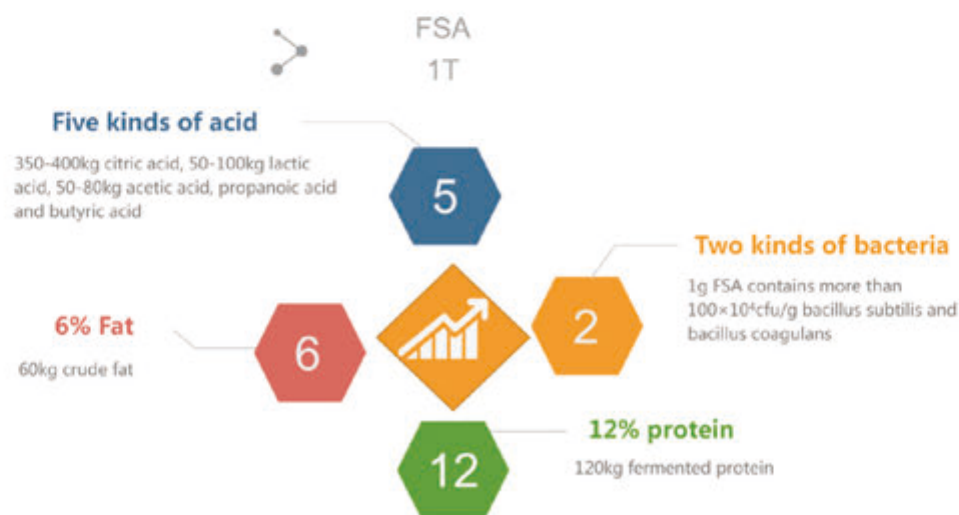 FSA
1T
Five kinds of acid
350-400kg citric acid, 50-100kg lactic
acid, 50-80kg acetic acid, propanoic acid
and butyric acid
5
Two kinds of bacteria
1g FSA contains more than
100×10⁴cfu/g bacillus subtilis and
bacillus coagulans
2
6% Fat
60kg crude fat
6
12% protein
120kg fermented protein
12